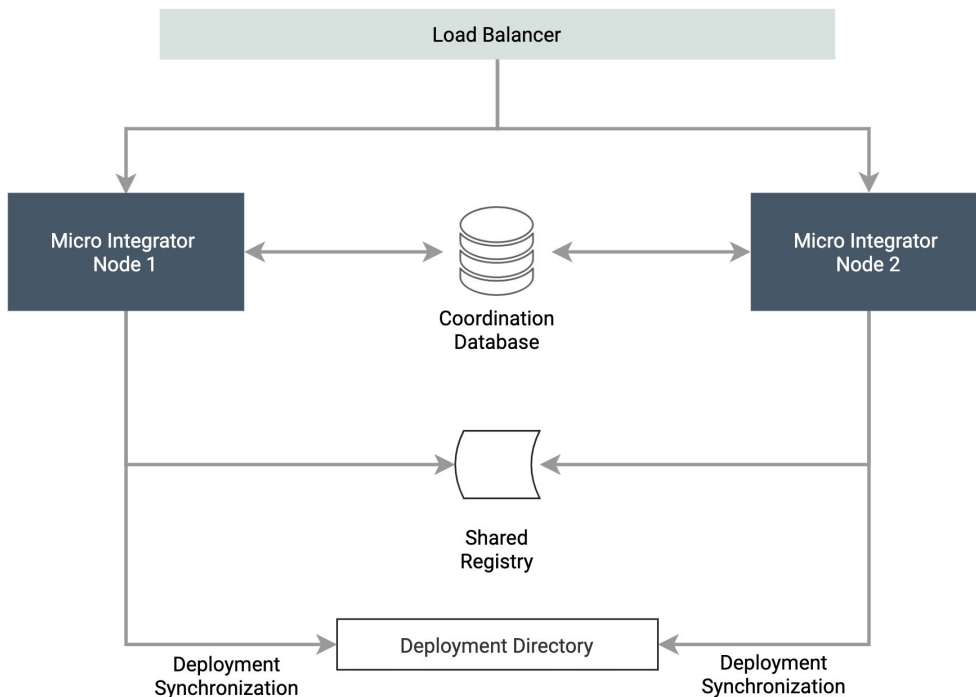 Load Balancer
Micro Integrator
Node 1
Micro Integrator
Node 2
Coordination
Database
Shared
Registry
Deployment Directory
Deployment
Synchronization
Deployment
Synchronization